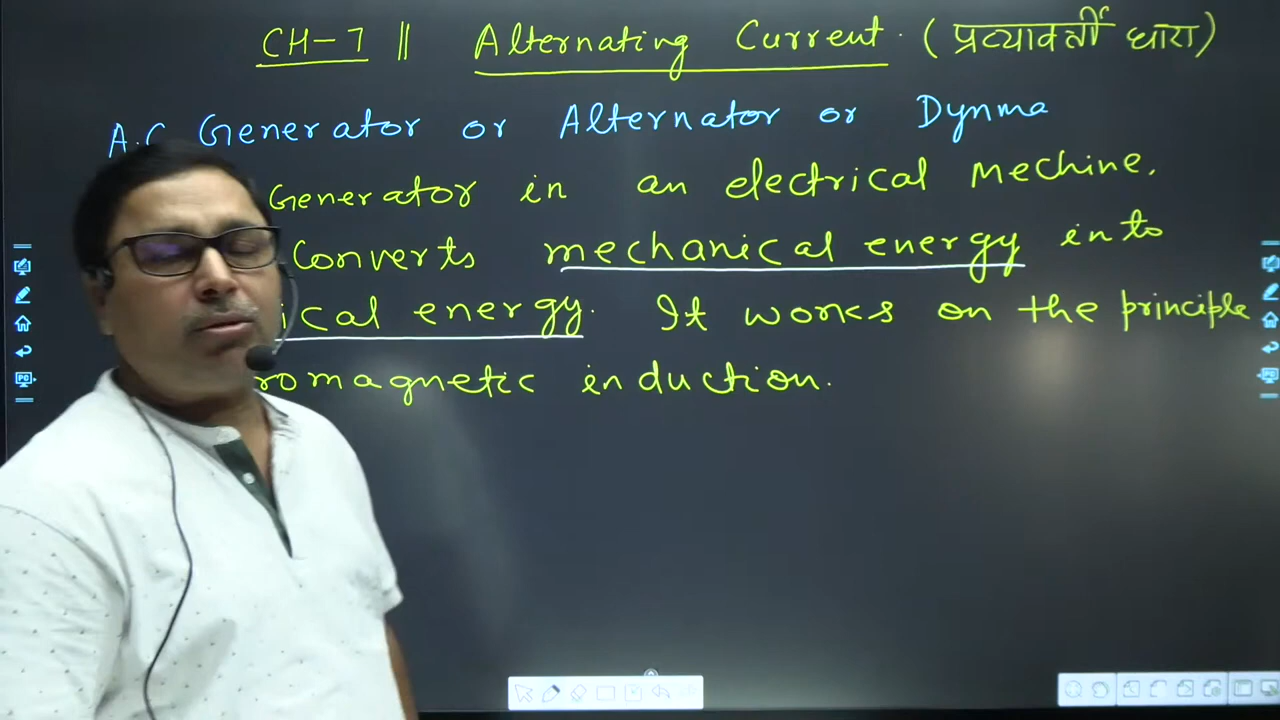 CH-7 || Alternating Current. (प्रत्यावर्ती धारा)
A.C Generator or Alternator or Dynma
Generator in an electrical mechine.
Converts mechanical energy into
ical energy. It works on the principle
romagnetic induction.